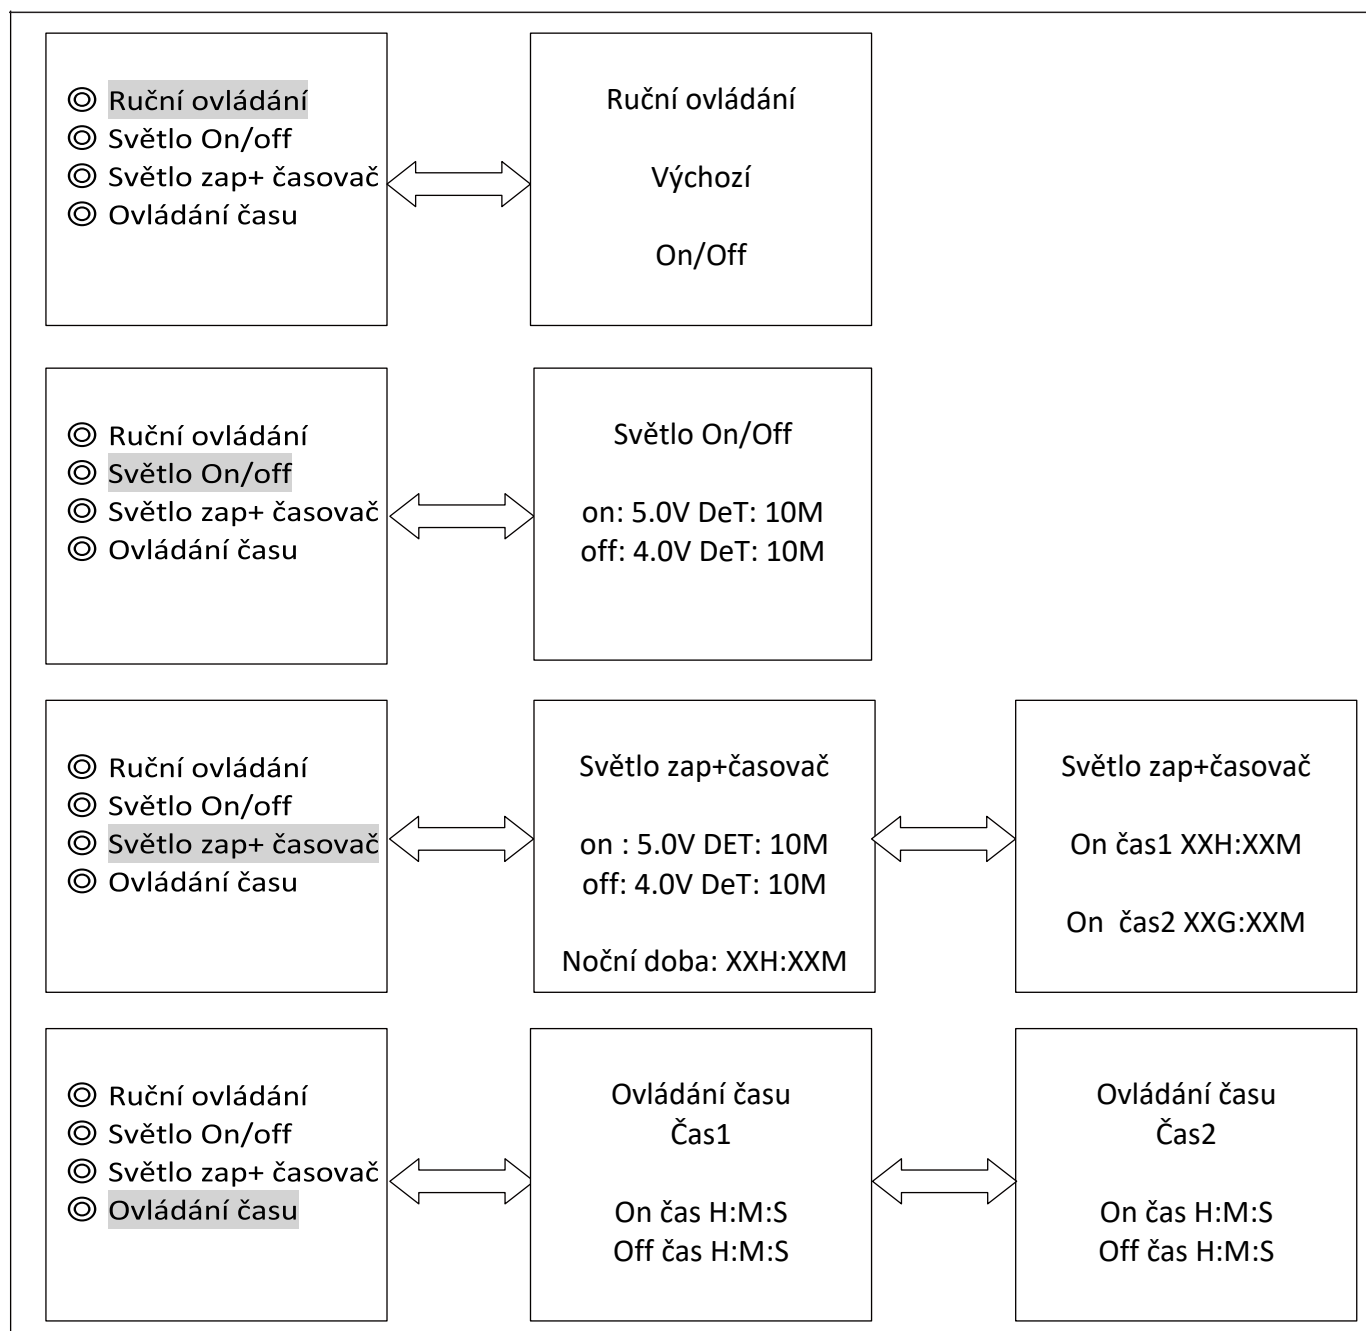 ◎ Ruční ovládání
◎ Světlo On/off
◎ Světlo zap+ časovač
◎ Ovládání času
Ruční ovládání
Výchozí
On/Off
◎ Ruční ovládání
◎ Světlo On/off
◎ Světlo zap+ časovač
◎ Ovládání času
Světlo On/Off
on: 5.0V DeT: 10M
off: 4.0V DeT: 10M
◎ Ruční ovládání
◎ Světlo On/off
◎ Světlo zap+ časovač
◎ Ovládání času
Světlo zap+časovač
on : 5.0V DET: 10M
off: 4.0V DeT: 10M
Noční doba: XXH:XXM
Světlo zap+časovač
On čas1 XXH:XXM
On  čas2 XXG:XXM
◎ Ruční ovládání
◎ Světlo On/off
◎ Světlo zap+ časovač
◎ Ovládání času
Ovládání času
Čas1
On čas H:M:S
Off čas H:M:S
Ovládání času
Čas2
On čas H:M:S
Off čas H:M:S